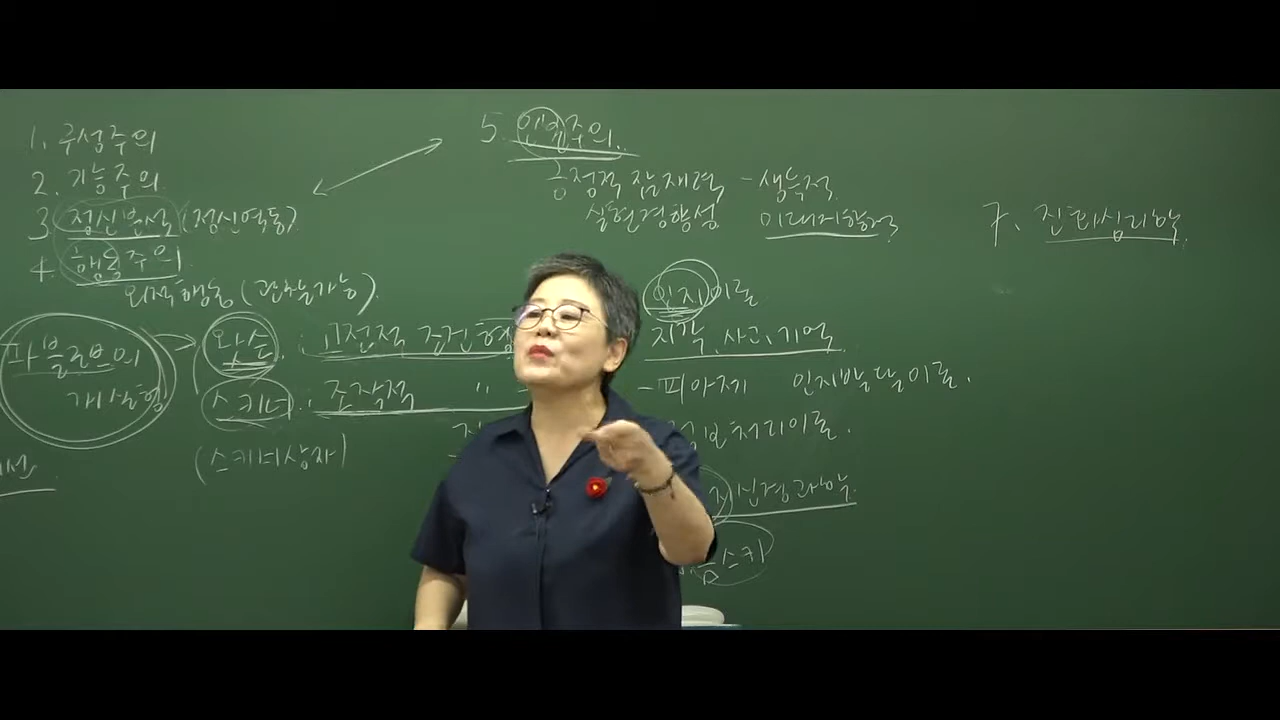 1. 구성주의
2. 기능주의
3. 정신분석 (정신역동)
4. 행동주의
외적행동 (관찰가능).
파블로브의
개실험
왓슨. 고전적 조건형
스키너. 조작적 〃 -
(스키너상자)
5. 인본주의.
긍정적 잠재력 - 생득적
실현경향성 미래지향적
인지이론
지각, 사고, 기억
- 피아제 인지발달이론.
정보처리이론.
인지신경과학.
촘스키
7. 진화심리학.